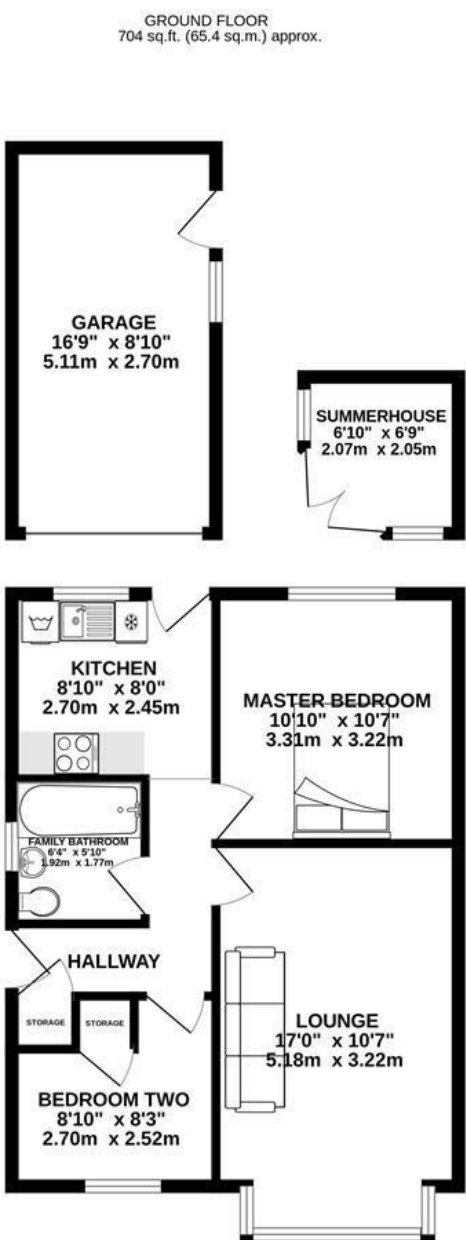 GROUND FLOOR
704 sq.ft. (65.4 sq.m.) approx.
GARAGE
16'9" x 8'10"
5.11m x 2.70m
SUMMERHOUSE
6'10" x 6'9"
2.07m x 2.05m
KITCHEN
8'10" x 8'0"
2.70m x 2.45m
MASTER BEDROOM
10'10" x 10'7"
3.31m x 3.22m
FAMILY BATHROOM
6'4" x 5'10"
1.92m x 1.77m
HALLWAY
STORAGE
STORAGE
LOUNGE
17'0" x 10'7"
5.18m x 3.22m
BEDROOM TWO
8'10" x 8'3"
2.70m x 2.52m